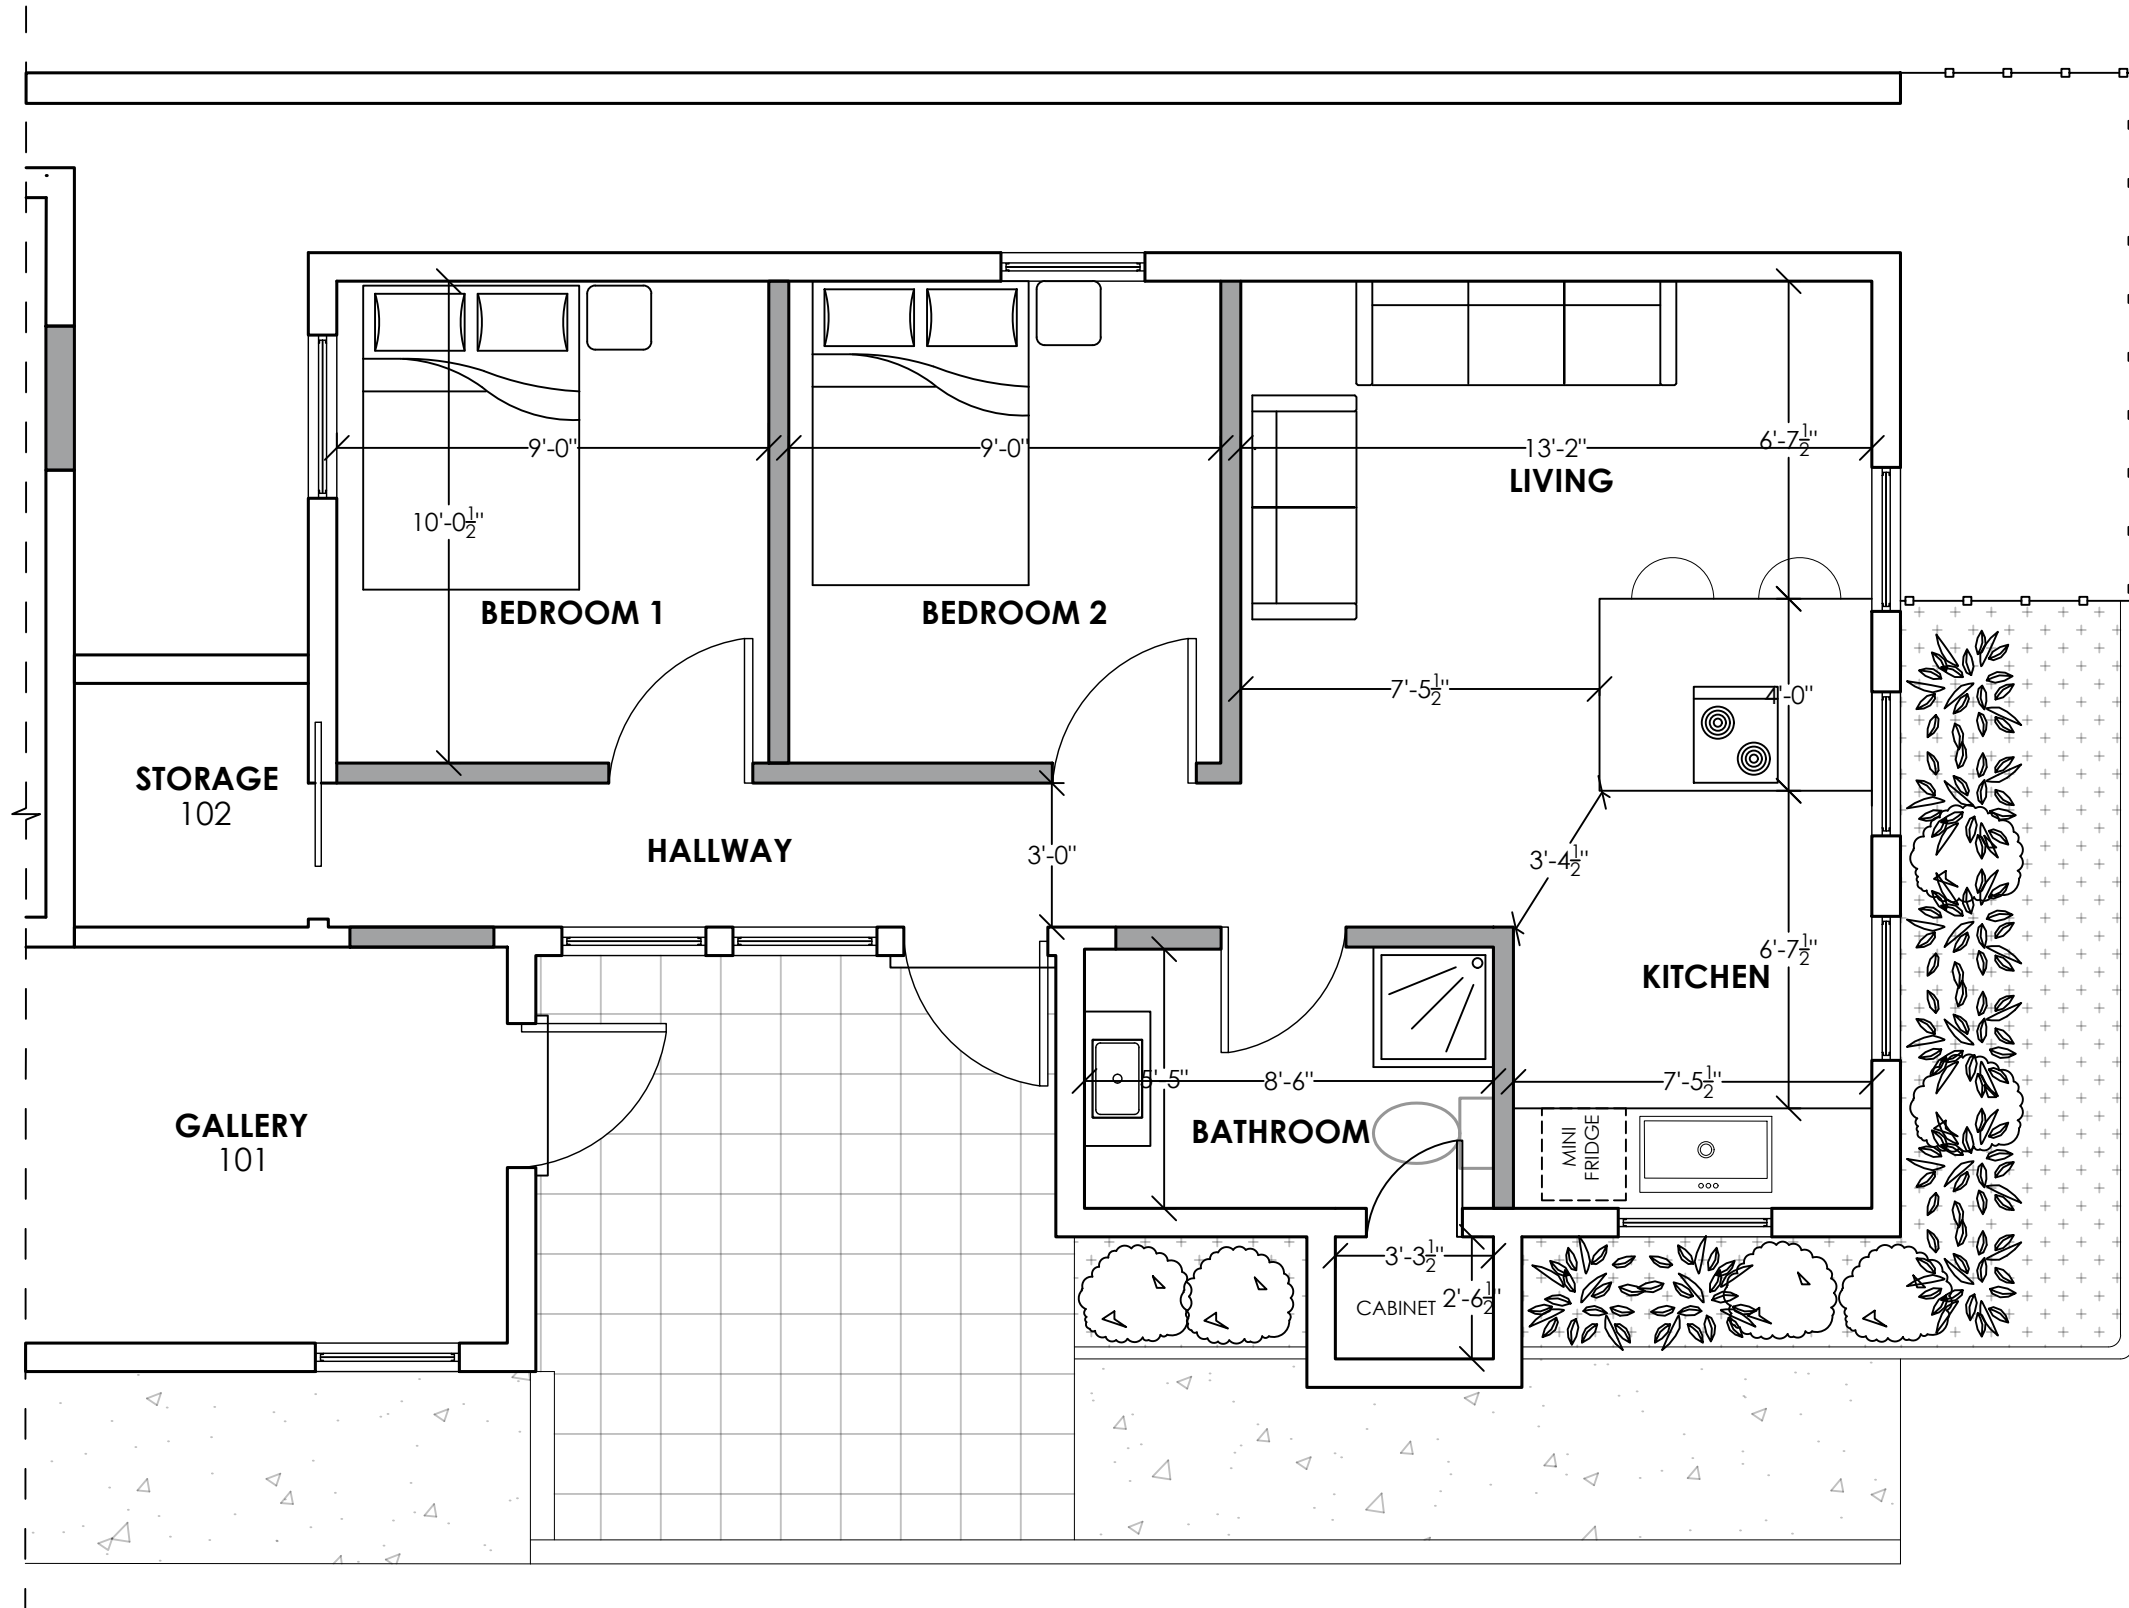 9'-0"
9'-0"
13'-2"
6'-7½"
LIVING
10'-0½"
BEDROOM 1
BEDROOM 2
7'-5½"
4'-0"
STORAGE
102
HALLWAY
3'-0"
3'-4½"
6'-7½"
KITCHEN
5'-5"
8'-6"
7'-5½"
GALLERY
101
BATHROOM
MINI
FRIDGE
3'-3½"
CABINET
2'-6½"